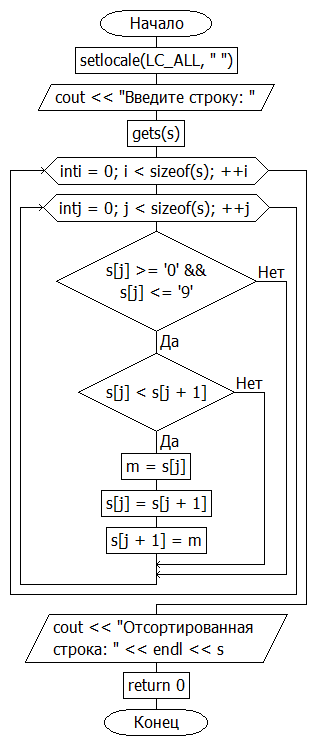 Начало
setlocale(LC_ALL, " ")
cout << "Введите строку: "
gets(s)
inti = 0; i < sizeof(s); ++i
intj = 0; j < sizeof(s); ++j
s[j] >= '0' &&
s[j] <= '9'
Нет
Да
s[j] < s[j + 1]
Нет
Да
m = s[j]
s[j] = s[j + 1]
s[j + 1] = m
cout << "Отсортированная
строка: " << endl << s
return 0
Конец